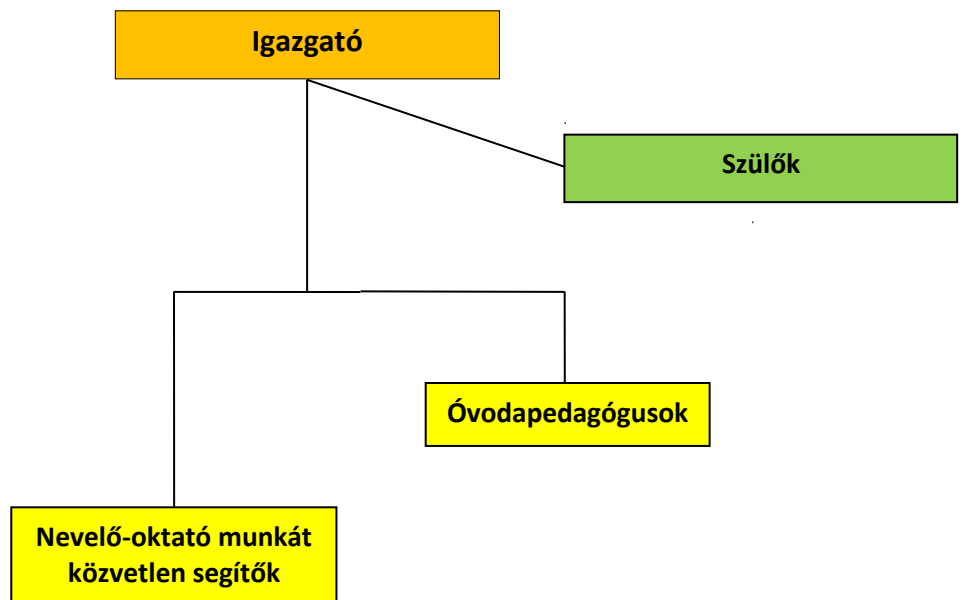 Igazgató
Szülők
Óvodapedagógusok
Nevelő-oktató munkát
közvetlen segítők